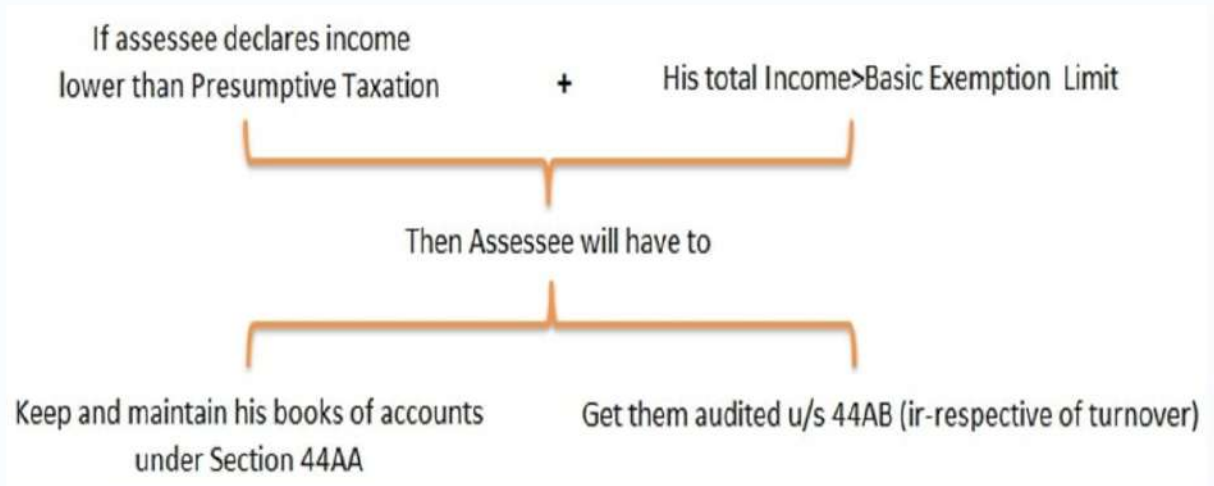 If assessee declares income
lower than Presumptive Taxation + His total Income>Basic Exemption Limit
Then Assessee will have to
Keep and maintain his books of accounts
under Section 44AA
Get them audited u/s 44AB (ir-respective of turnover)